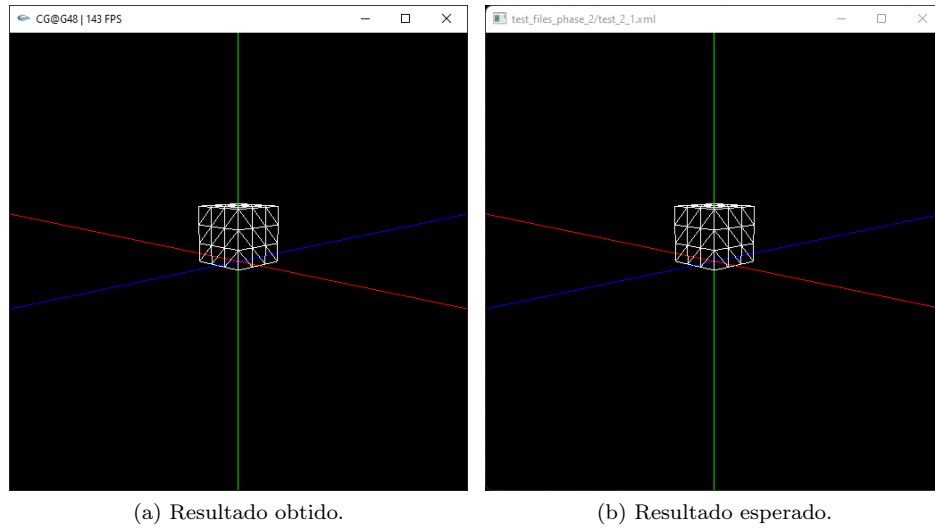 CG@G48 | 143 FPS
test_files_phase_2/test_2_1.xml
(a) Resultado obtido.
(b) Resultado esperado.